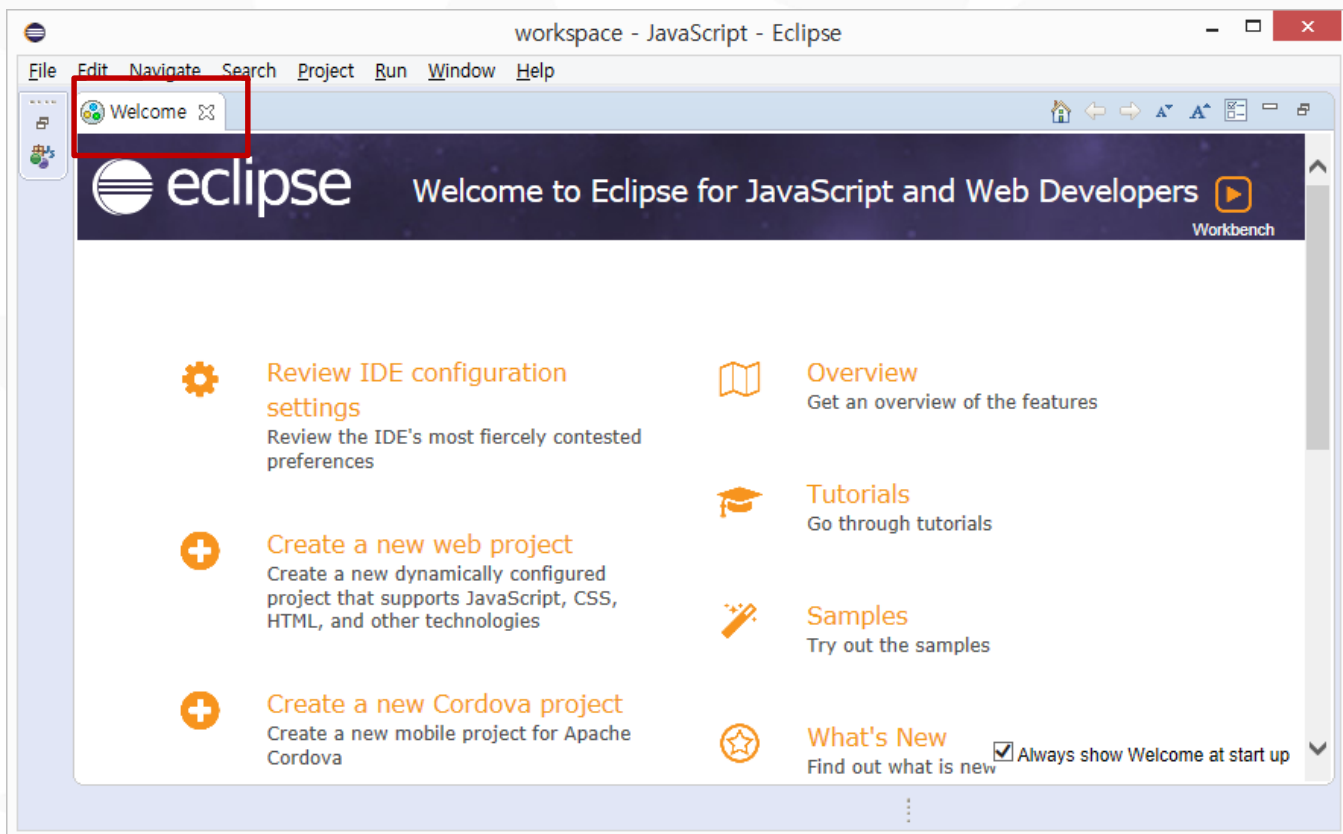 workspace - JavaScript - Eclipse
File Edit Navigate Search Project Run Window Help
Welcome
eclipse
Welcome to Eclipse for JavaScript and Web Developers
Workbench
Review IDE configuration
settings
Review the IDE's most fiercely contested
preferences
Create a new web project
Create a new dynamically configured
project that supports JavaScript, CSS,
HTML, and other technologies
Create a new Cordova project
Create a new mobile project for Apache
Cordova
Overview
Get an overview of the features
Tutorials
Go through tutorials
Samples
Try out the samples
What's New
Find out what is new
Always show Welcome at start up